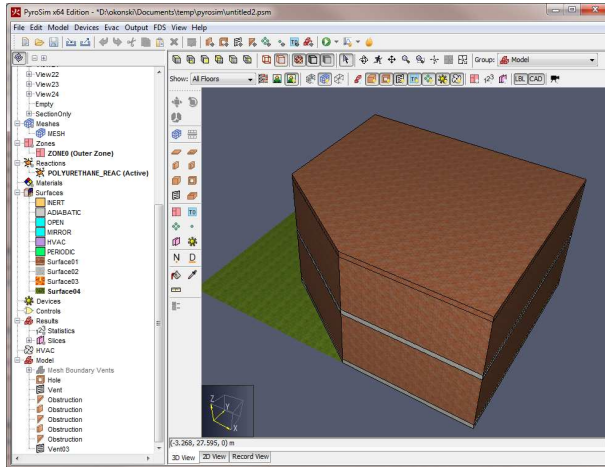 PyroSim x64 Edition - *D:\okonski\Documents\temp\pyrosim\untitled2.psm
File Edit Model Devices Evac Output FDS View Help
Group: Model
Show: All Floors
LBL CAD
View22
View23
View24
Empty
SectionOnly
Meshes
MESH
Zones
ZONE0 (Outer Zone)
Reactions
POLYURETHANE_REAC (Active)
Materials
Surfaces
INERT
ADIABATIC
OPEN
MIRROR
HVAC
PERIODIC
Surface01
Surface02
Surface03
Surface04
Devices
Controls
Results
Statistics
Slices
HVAC
Model
Mesh Boundary Vents
Hole
Vent
Obstruction
Obstruction
Obstruction
Obstruction
Obstruction
Vent03
N D
Z
Y
X
(-3.268, 27.595, 0) m
3D View 2D View Record View